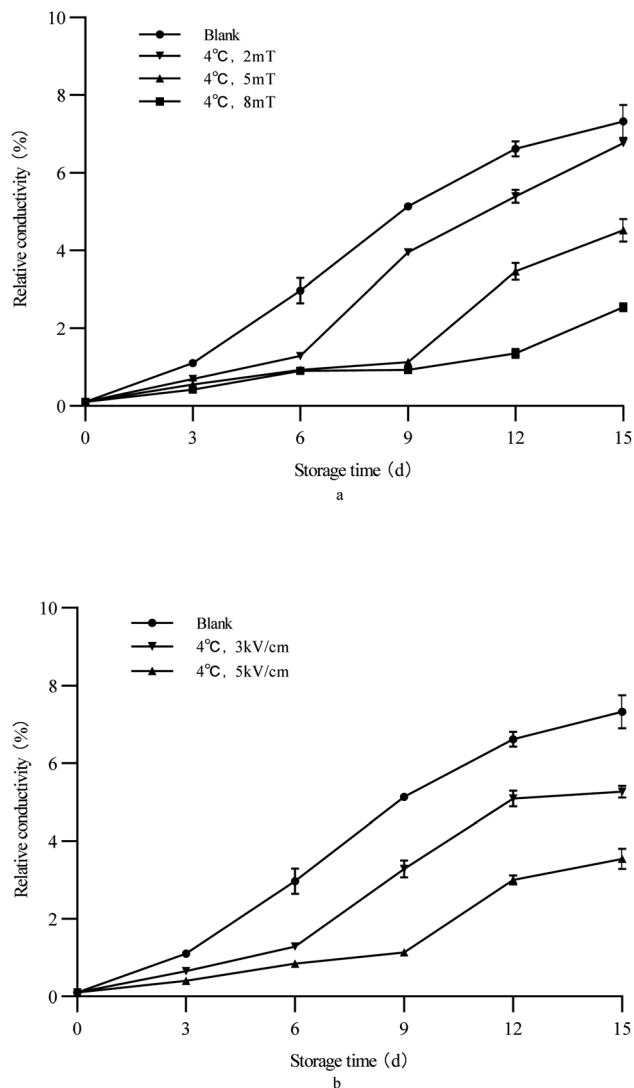 10
Blank
4℃, 2mT
4℃, 5mT
4℃, 8mT
8
6
4
2
0
Relative conductivity (%)
0 3 6 9 12 15
Storage time (d)
a
10
Blank
4℃, 3kV/cm
4℃, 5kV/cm
8
6
4
2
0
Relative conductivity (%)
0 3 6 9 12 15
Storage time (d)
b